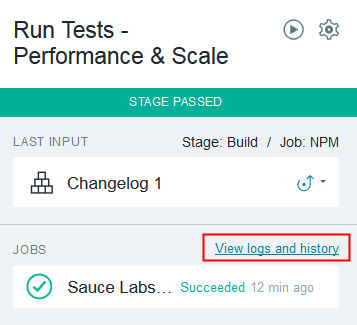 Run Tests -
Performance & Scale
STAGE PASSED
LAST INPUT Stage: Build / Job: NPM
Changelog 1
JOBS View logs and history
Sauce Labs... Succeeded 12 min ago